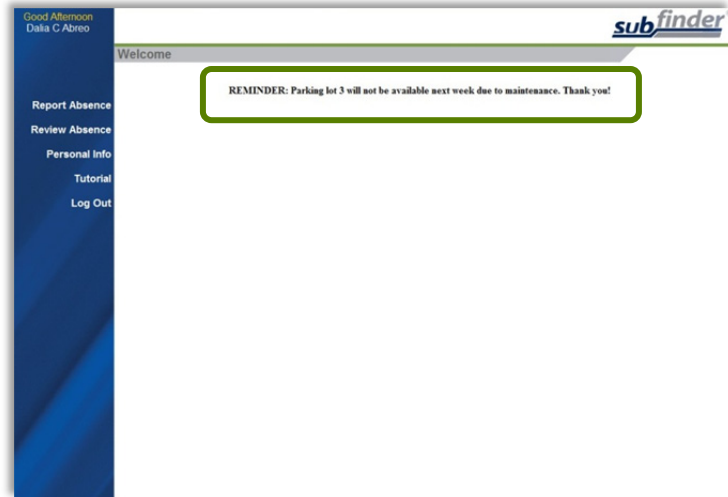 Good Afternoon
Dalia C Abreo
subfinder
Welcome
REMINDER: Parking lot 3 will not be available next week due to maintenance. Thank you!
Report Absence
Review Absence
Personal Info
Tutorial
Log Out